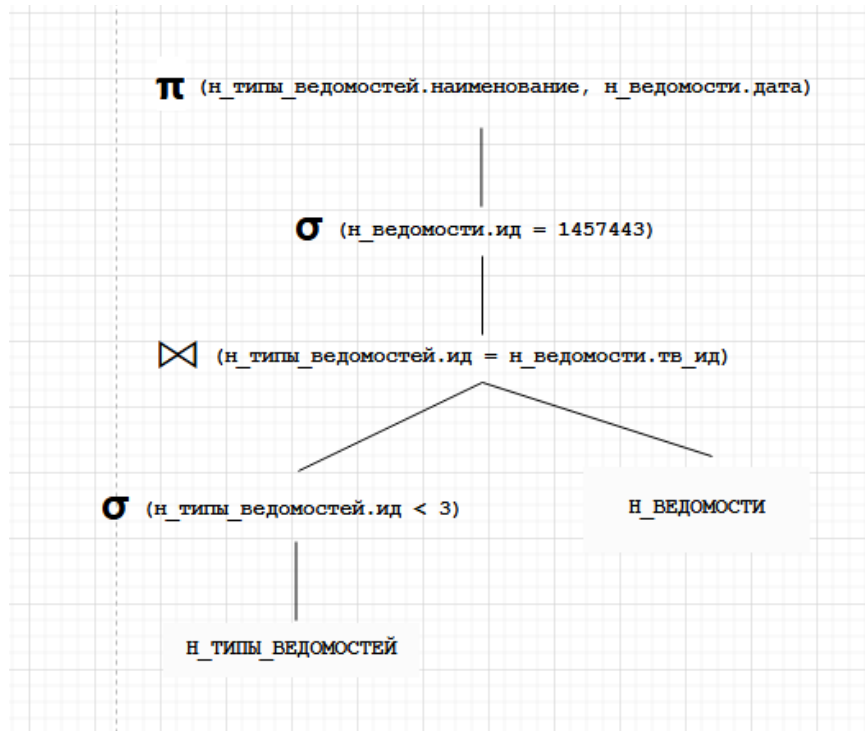 π (н_типы_ведомостей.наименование, н_ведомости.дата)
σ (н_ведомости.ид = 1457443)
⋈ (н_типы_ведомостей.ид = н_ведомости.тв_ид)
σ (н_типы_ведомостей.ид < 3)
Н_ВЕДОМОСТИ
Н_ТИПЫ_ВЕДОМОСТЕЙ